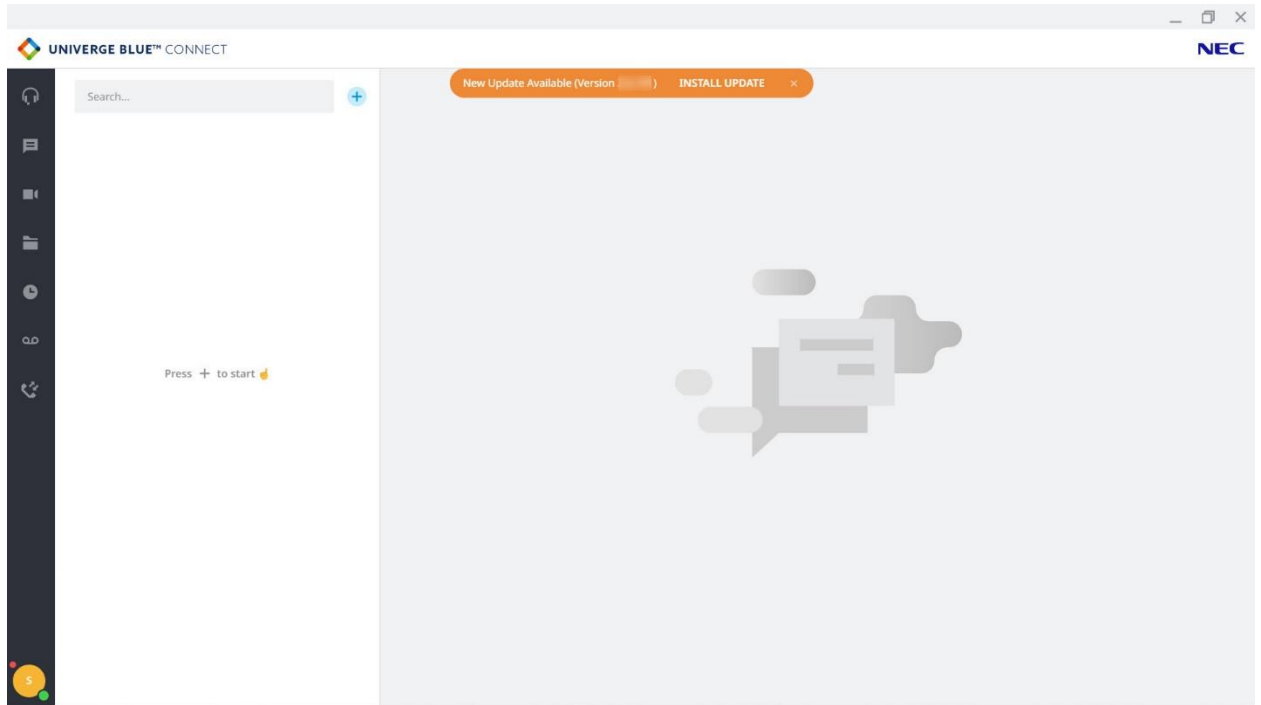 UNIVERGE BLUE™ CONNECT
NEC
Search...
New Update Available (Version ) INSTALL UPDATE ×
Press + to start
S